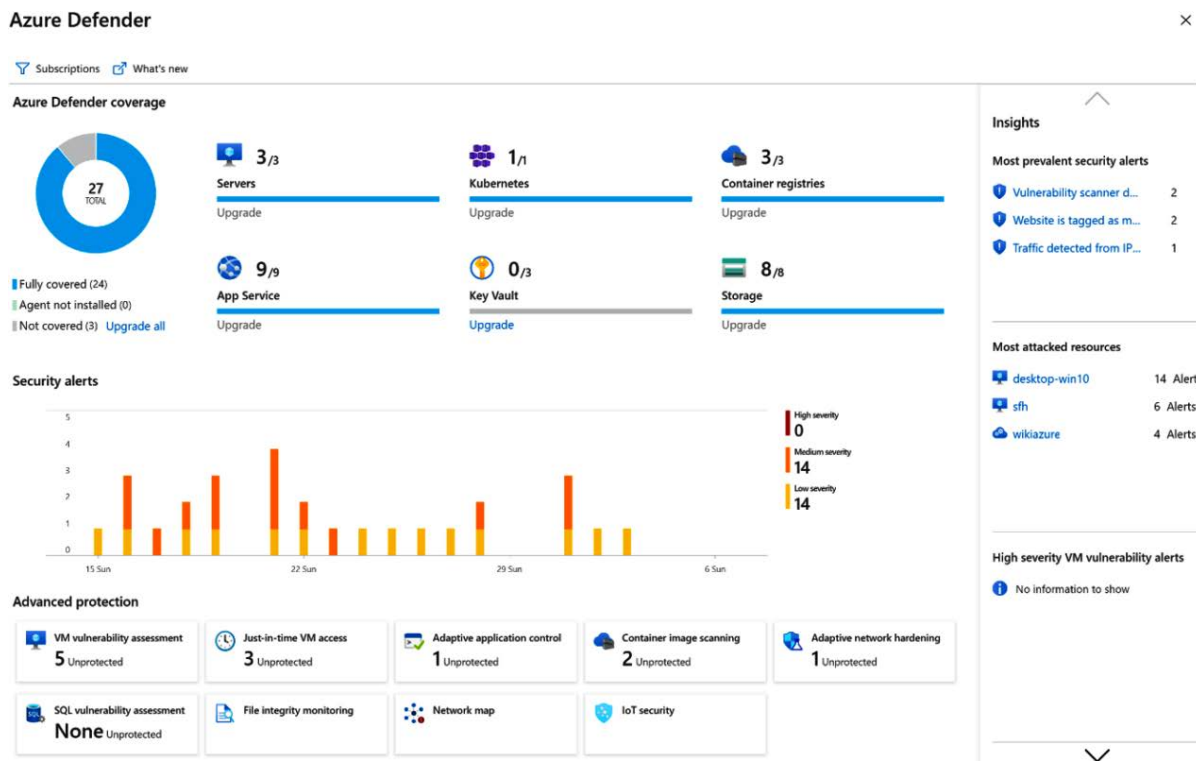 Azure Defender
Subscriptions What's new
Azure Defender coverage
27
TOTAL
Fully covered (24)
Agent not installed (0)
Not covered (3) Upgrade all
3/3
Servers
Upgrade
1/1
Kubernetes
Upgrade
3/3
Container registries
Upgrade
9/9
App Service
Upgrade
0/3
Key Vault
Upgrade
8/8
Storage
Upgrade
Security alerts
5
4
3
2
1
0
15 Sun
22 Sun
29 Sun
6 Sun
High severity
0
Medium severity
14
Low severity
14
Advanced protection
VM vulnerability assessment
5 Unprotected
Just-in-time VM access
3 Unprotected
Adaptive application control
1 Unprotected
Container image scanning
2 Unprotected
Adaptive network hardening
1 Unprotected
SQL vulnerability assessment
None Unprotected
File integrity monitoring
Network map
IoT security
Insights
Most prevalent security alerts
Vulnerability scanner d... 2
Website is tagged as m... 2
Traffic detected from IP... 1
Most attacked resources
desktop-win10 14 Alert
sfh 6 Alerts
wikiazure 4 Alerts
High severity VM vulnerability alerts
No information to show